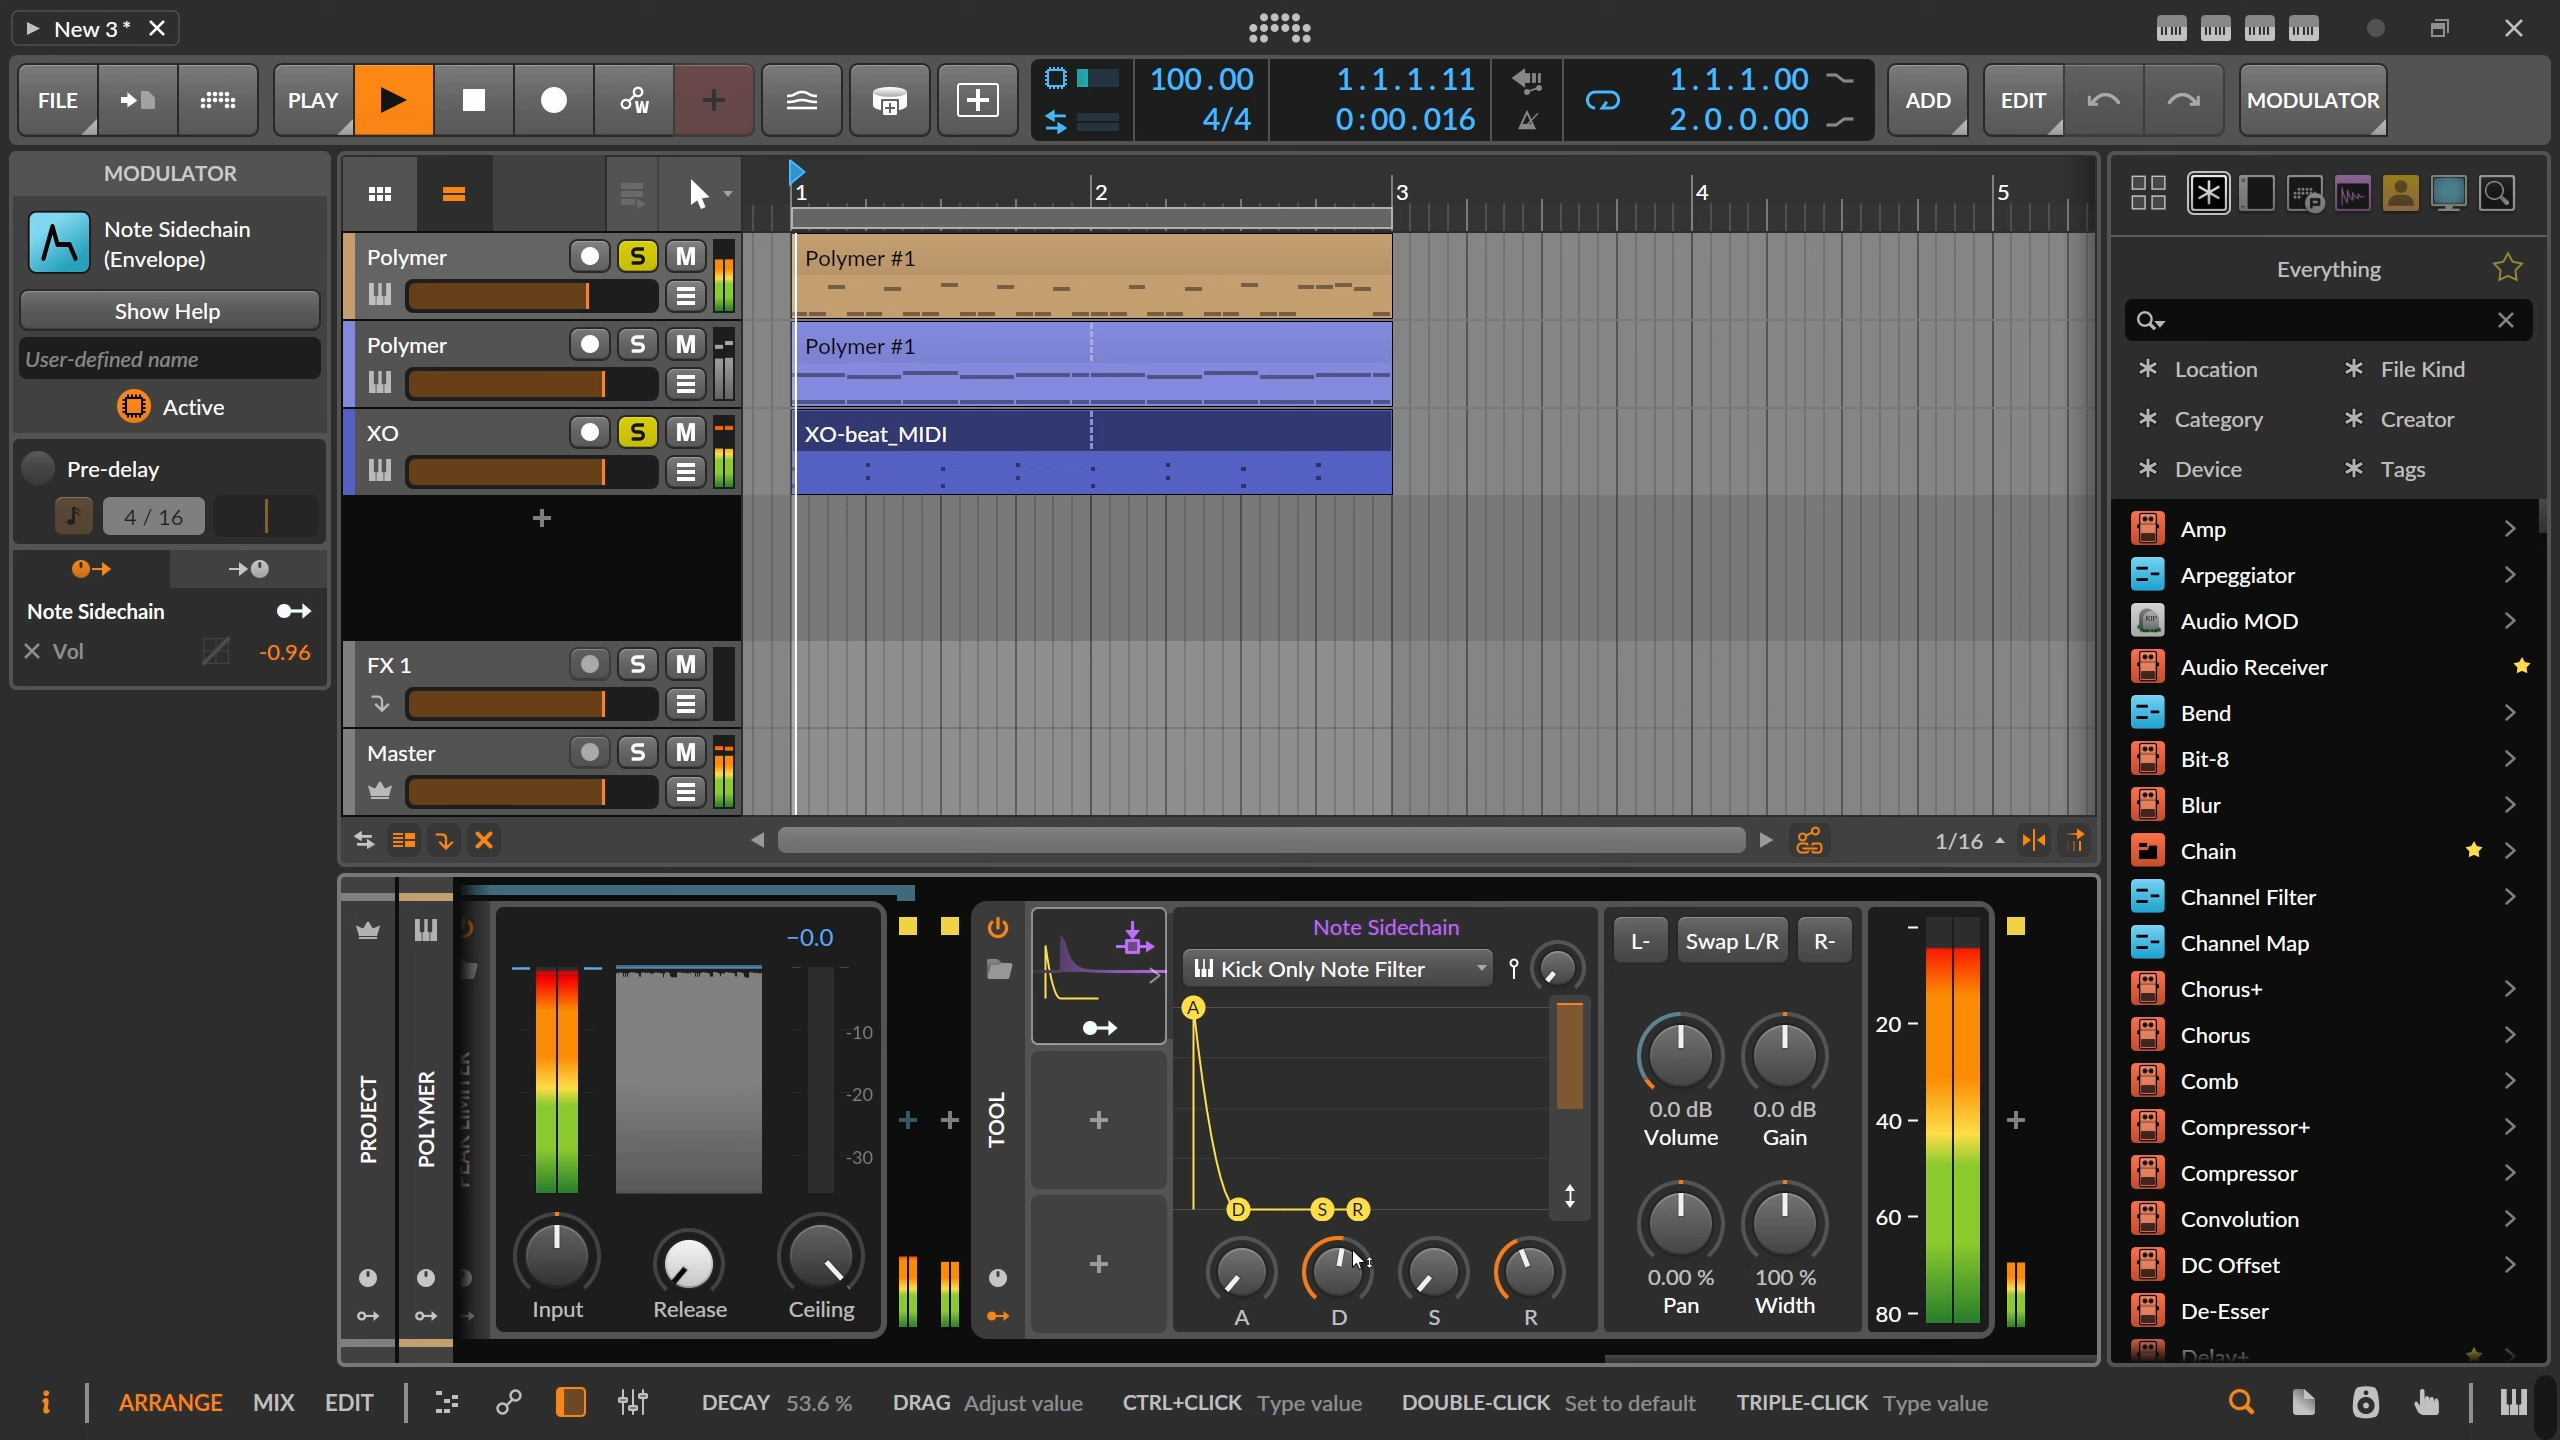 New 3*
FILE
PLAY
100.00
4/4
1.1.1.11
0:00.016
1.1.1.00
2.0.0.00
ADD
EDIT
MODULATOR
MODULATOR
Note Sidechain
(Envelope)
Show Help
User-defined name
Active
Pre-delay
4 / 16
Note Sidechain
Vol
-0.96
1
2
3
4
5
Polymer
S
M
Polymer #1
Polymer
S
M
Polymer #1
XO
S
M
XO-beat_MIDI
FX 1
S
M
Master
S
M
1/16
Everything
Location
File Kind
Category
Creator
Device
Tags
Amp
Arpeggiator
Audio MOD
Audio Receiver
Bend
Bit-8
Blur
Chain
Channel Filter
Channel Map
Chorus+
Chorus
Comb
Compressor+
Compressor
Convolution
DC Offset
De-Esser
Delay+
PROJECT
POLYMER
PEAK LIMITER
-0.0
-10
-20
-30
Input
Release
Ceiling
TOOL
Note Sidechain
Kick Only Note Filter
A
D
S
R
A
D
S
R
L-
Swap L/R
R-
0.0 dB
Volume
0.0 dB
Gain
0.00 %
Pan
100 %
Width
20
40
60
80
i
ARRANGE
MIX
EDIT
DECAY 53.6 %
DRAG Adjust value
CTRL+CLICK Type value
DOUBLE-CLICK Set to default
TRIPLE-CLICK Type value